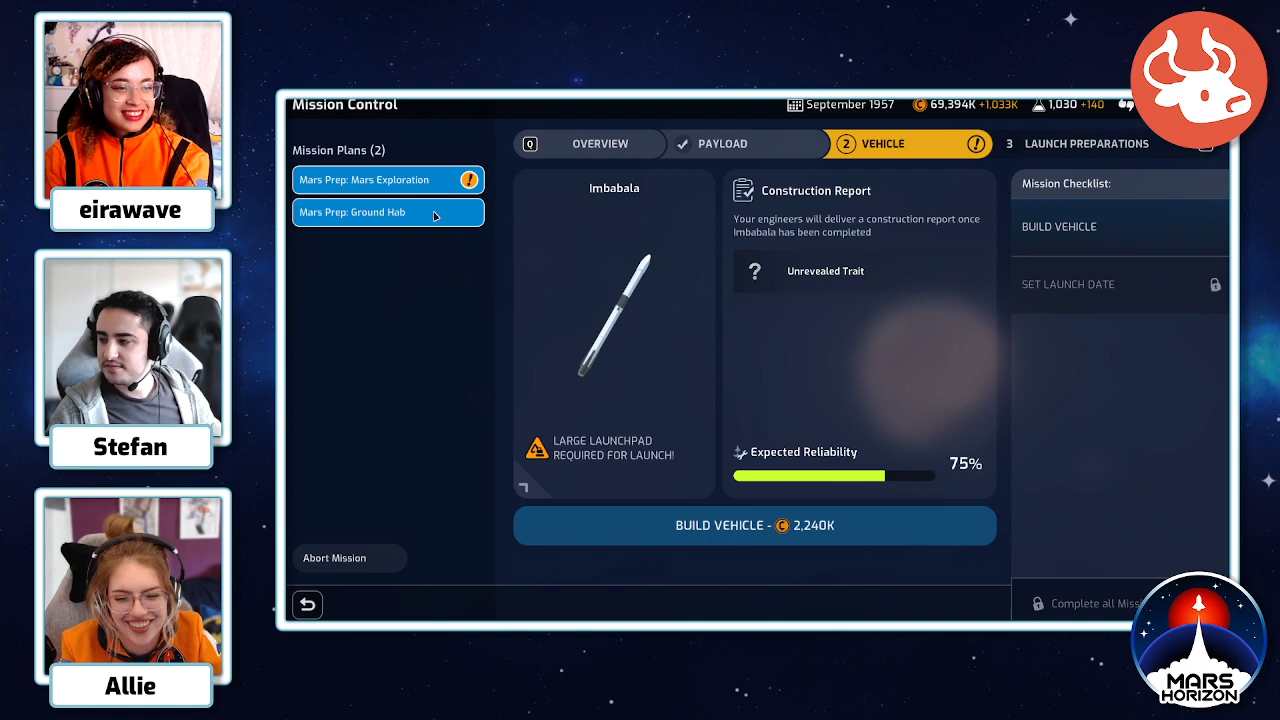 eirawave
Stefan
Allie
Mission Control
September 1957
69,394K +1,033K
1,030 +140
Mission Plans (2)
Mars Prep: Mars Exploration
Mars Prep: Ground Hab
Abort Mission
Q OVERVIEW
PAYLOAD
2 VEHICLE
3 LAUNCH PREPARATIONS
Imbabala
LARGE LAUNCHPAD
REQUIRED FOR LAUNCH!
Construction Report
Your engineers will deliver a construction report once
Imbabala has been completed
? Unrevealed Trait
Expected Reliability
75%
BUILD VEHICLE - C 2,240K
Mission Checklist:
BUILD VEHICLE
SET LAUNCH DATE
Complete all
MARS
HORIZON